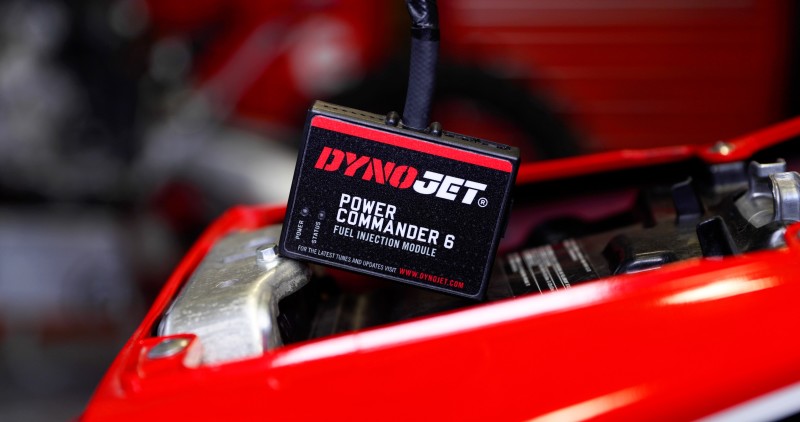 DYNOJET®
POWER
COMMANDER 6
FUEL INJECTION MODULE
POWER
STATUS
FOR THE LATEST TUNES AND UPDATES VISIT WWW.DYNOJET.COM